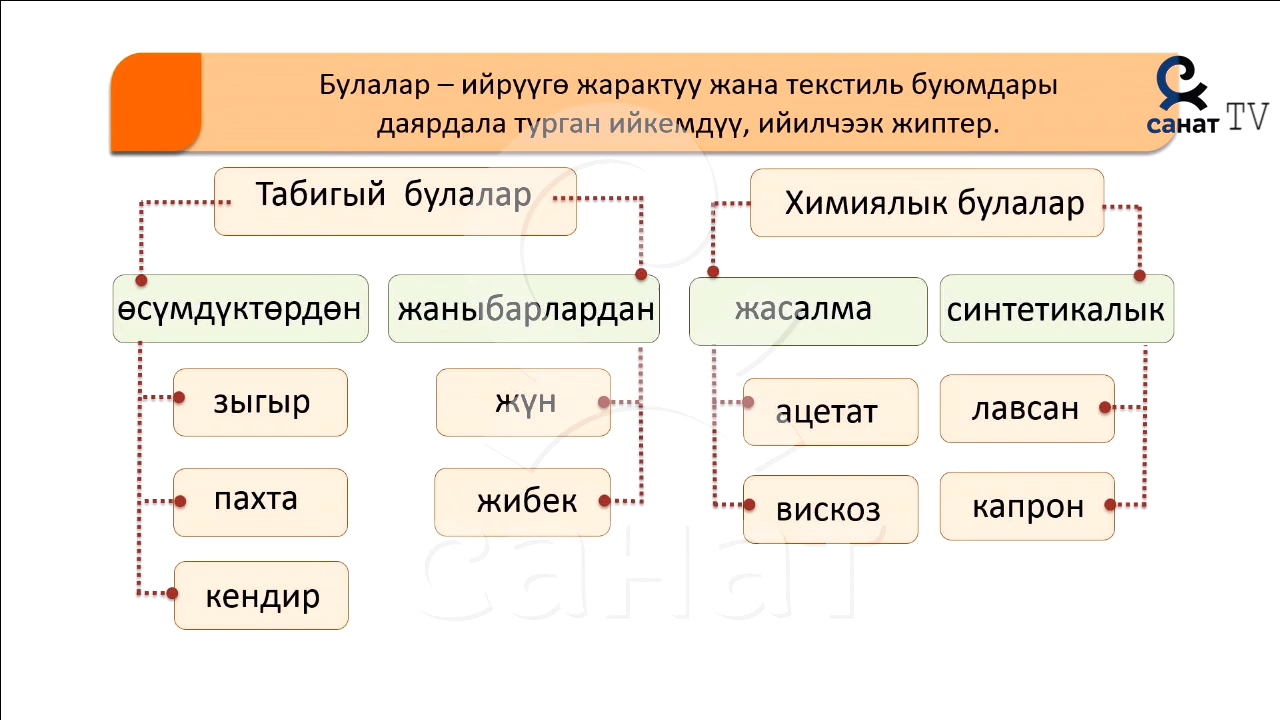 Булалар – ийрүүгө жарактуу жана текстиль буюмдары
даярдала турган ийкемдүү, ийилчээк жиптер.
санат TV
Табигый булалар
Химиялык булалар
өсүмдүктөрдөн
жаныбарлардан
жасалма
синтетикалык
зыгыр
жүн
ацетат
лавсан
пахта
жибек
вискоз
капрон
кендир
санат